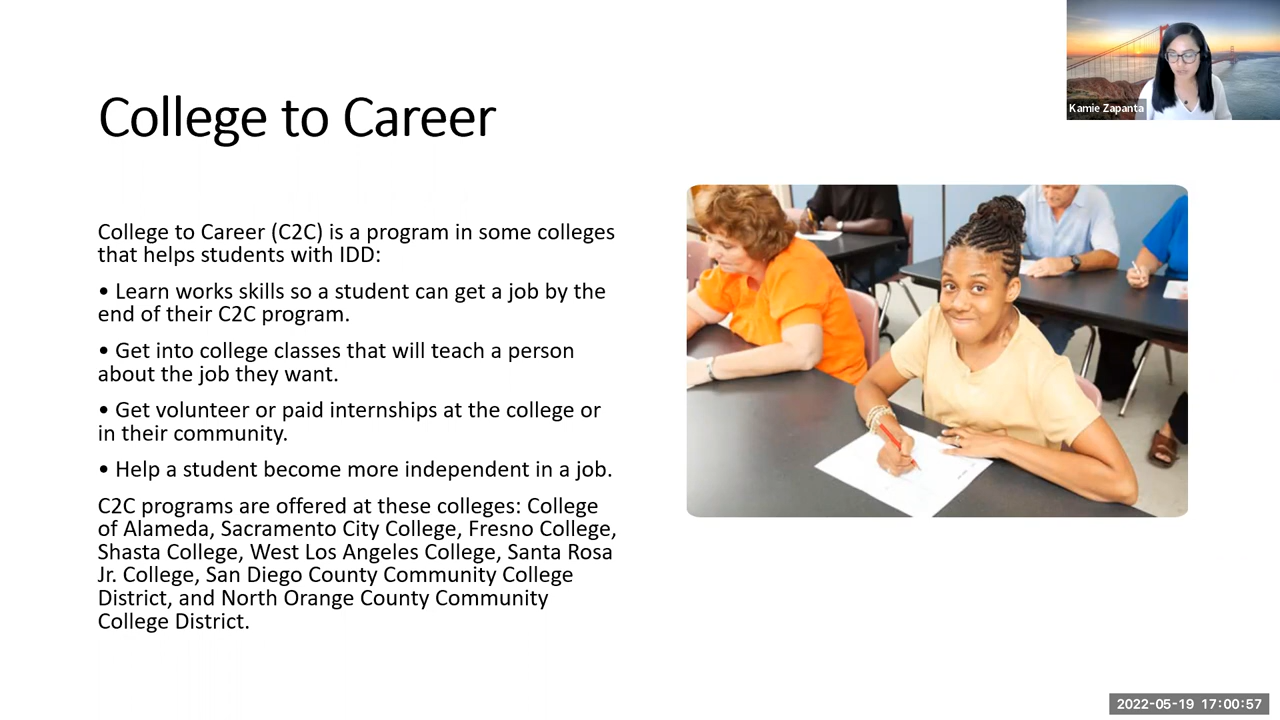 College to Career
Kamie Zapanta
College to Career (C2C) is a program in some colleges
that helps students with IDD:
• Learn works skills so a student can get a job by the
end of their C2C program.
• Get into college classes that will teach a person
about the job they want.
• Get volunteer or paid internships at the college or
in their community.
• Help a student become more independent in a job.
C2C programs are offered at these colleges: College
of Alameda, Sacramento City College, Fresno College,
Shasta College, West Los Angeles College, Santa Rosa
Jr. College, San Diego County Community College
District, and North Orange County Community
College District.
2022-05-19 17:00:57